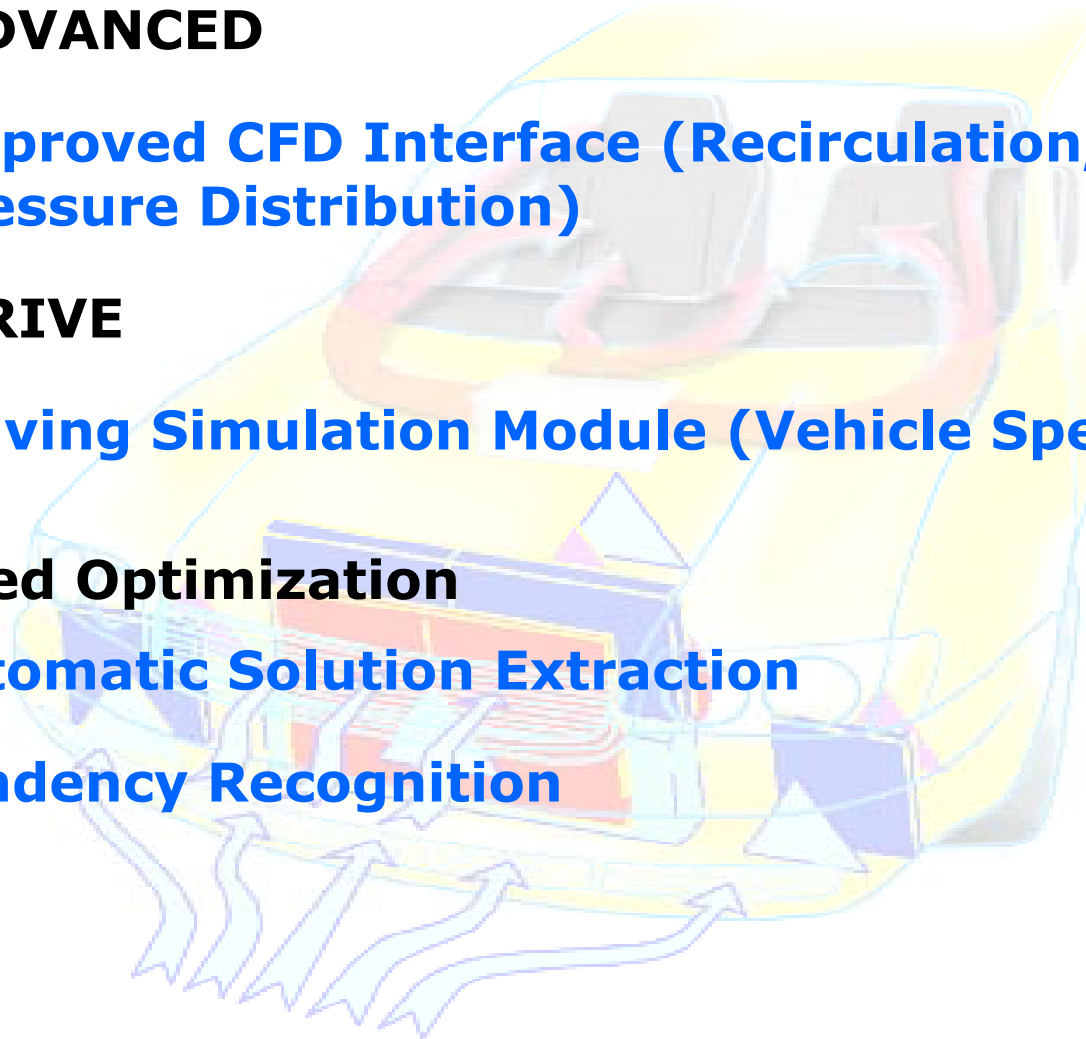 DVANCED
proved CFD Interface (Recirculation,
essure Distribution)
RIVE
ving Simulation Module (Vehicle Spe
ed Optimization
tomatic Solution Extraction
ndency Recognition